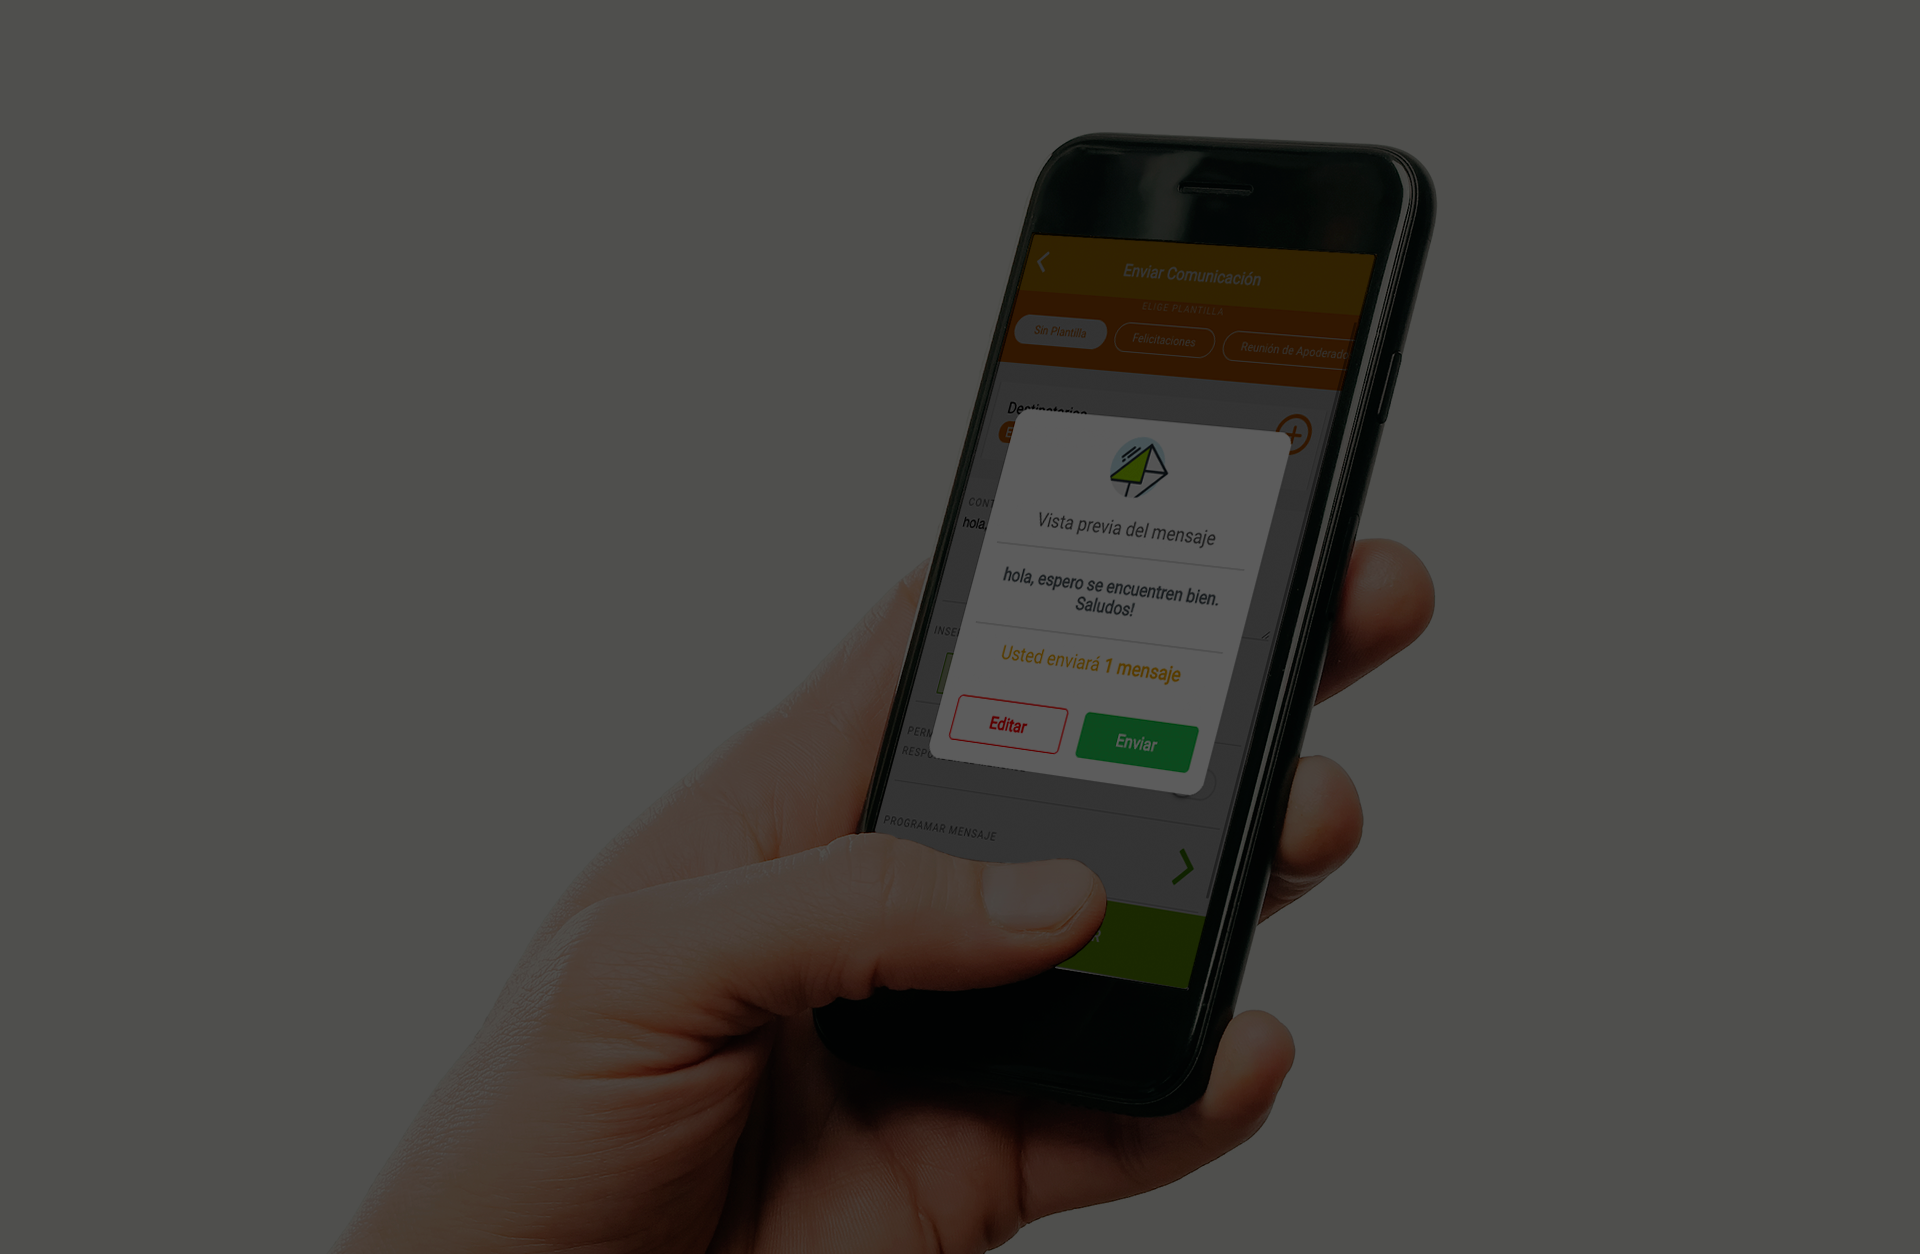 Enviar Comunicación
ELIGE PLANTILLA
Sin Plantilla
Felicitaciones
Reunión de Apoderado
Destinatarios
CONT
hola,
Vista previa del mensaje
hola, espero se encuentren bien.
Saludos!
INSE
Usted enviará 1 mensaje
Editar
Enviar
PERM
RESP
PROGRAMAR MENSAJE
R